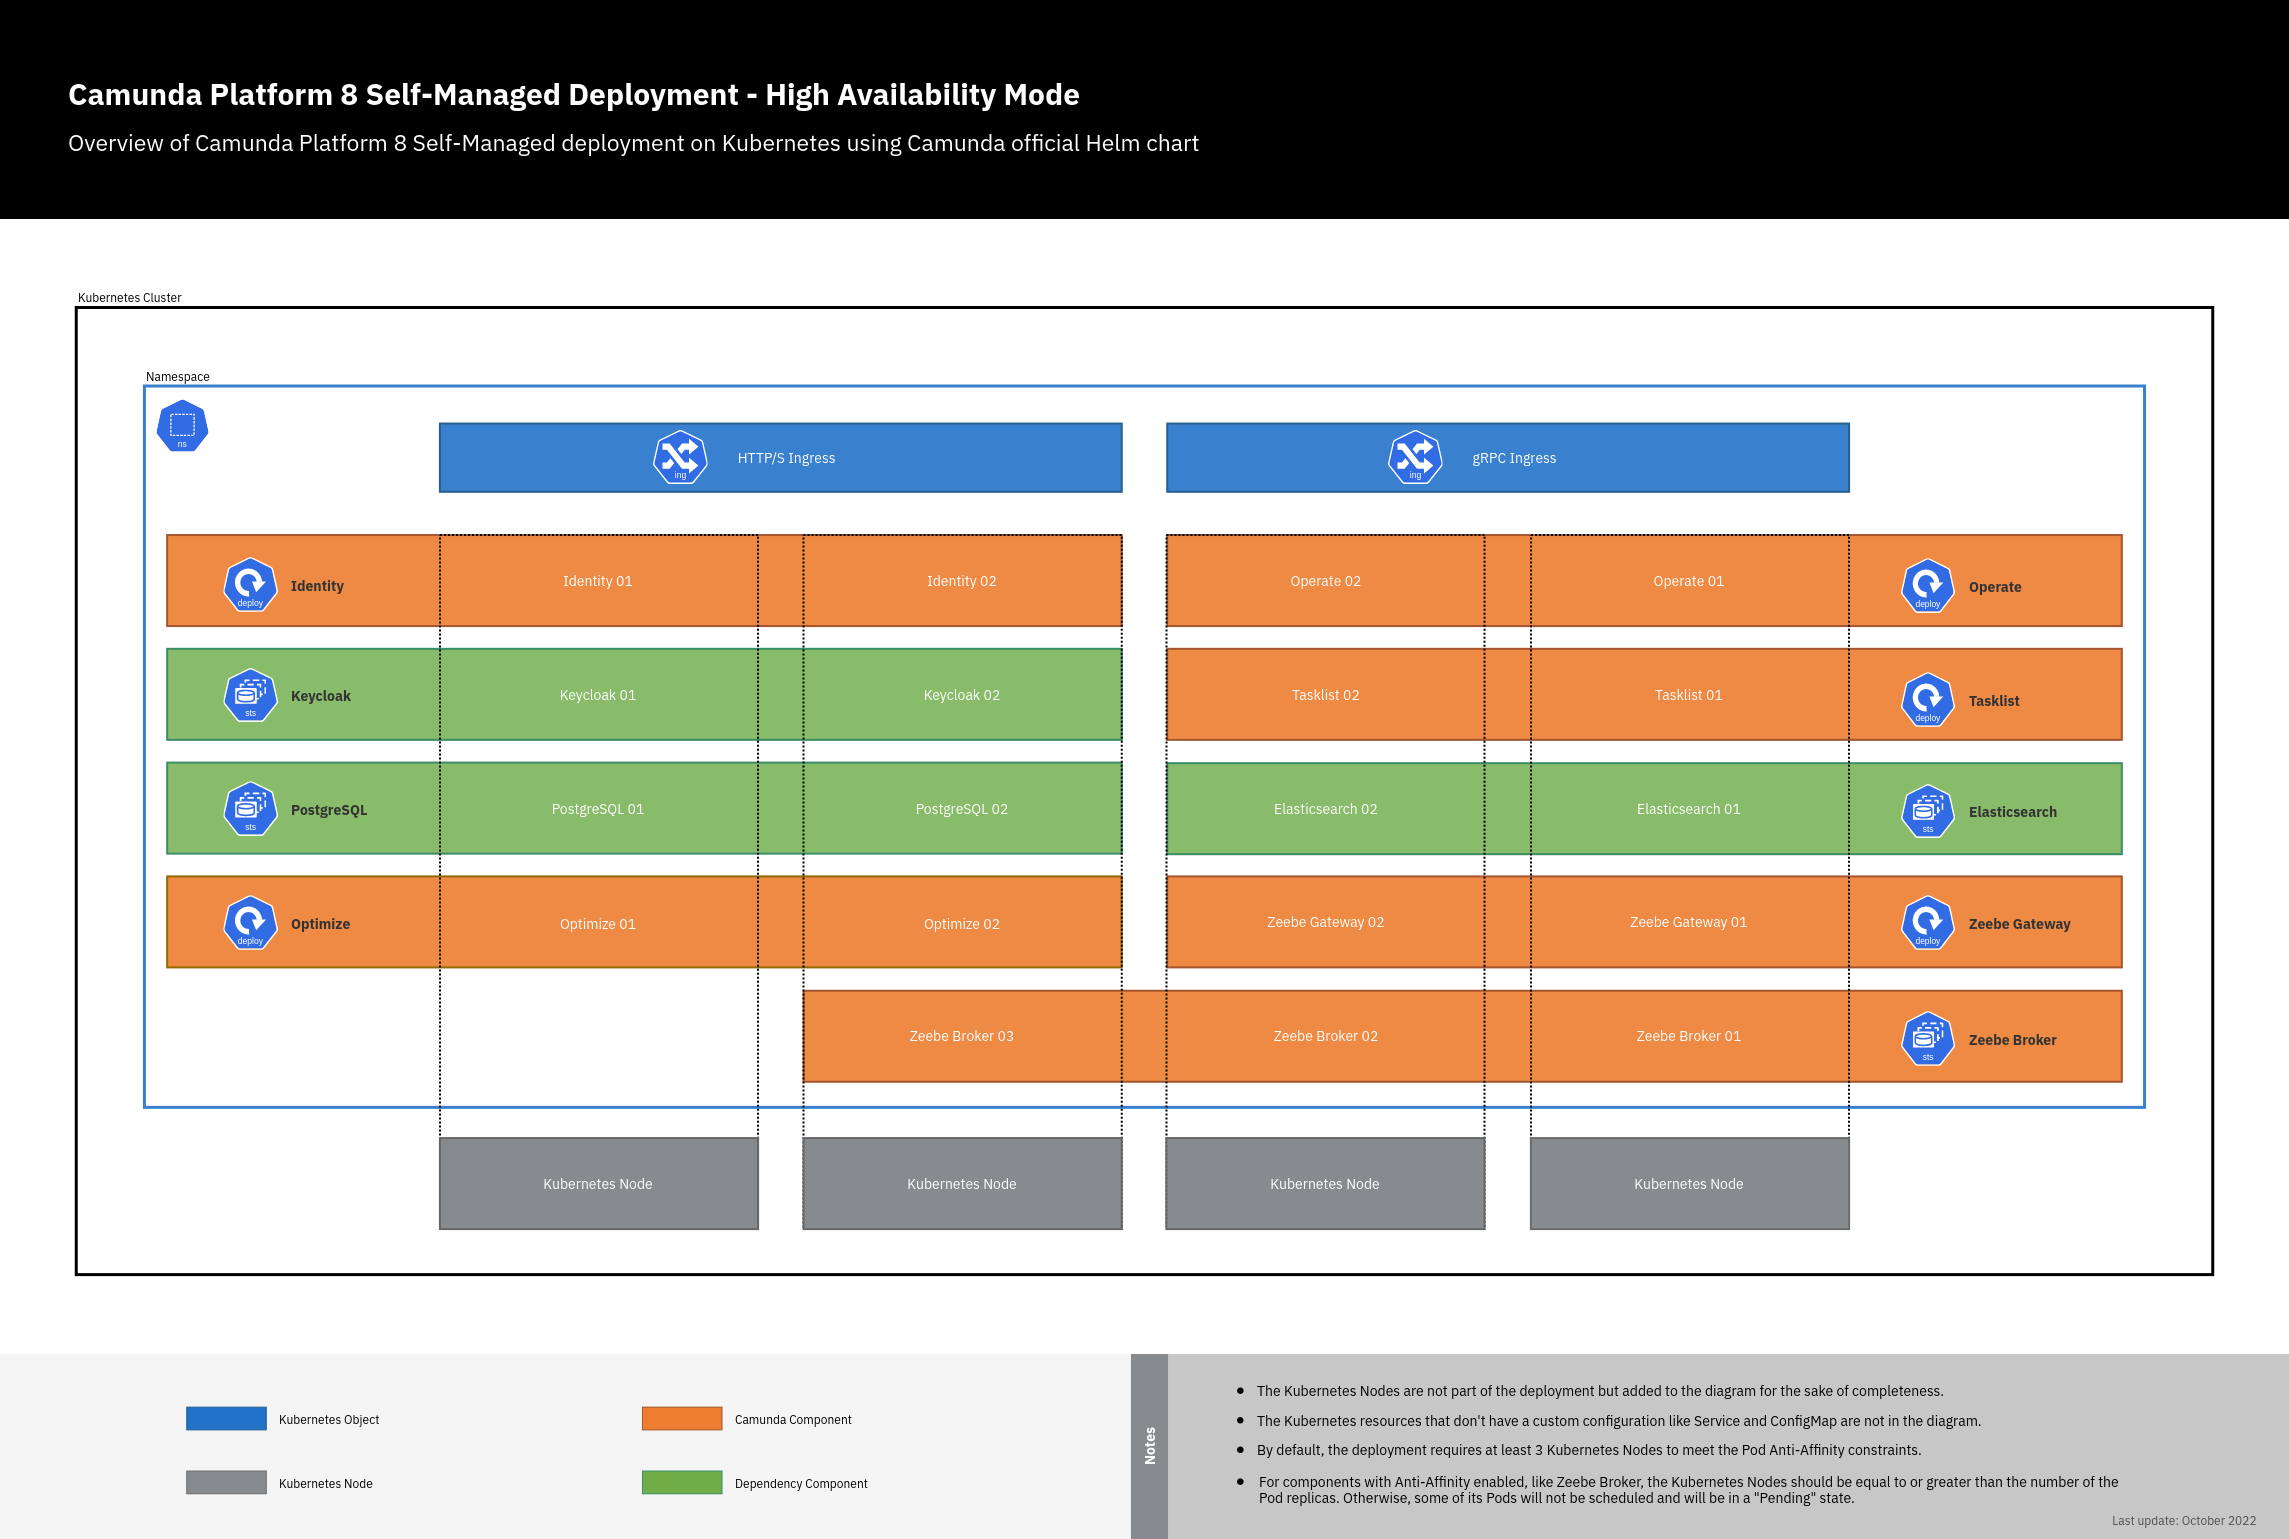 Camunda Platform 8 Self-Managed Deployment - High Availability Mode
Overview of Camunda Platform 8 Self-Managed deployment on Kubernetes using Camunda official Helm chart
Kubernetes Cluster
Namespace
ns
ing
HTTP/S Ingress
ing
gRPC Ingress
deploy
Identity
Identity 01
Identity 02
Operate 02
Operate 01
deploy
Operate
sts
Keycloak
Keycloak 01
Keycloak 02
Tasklist 02
Tasklist 01
deploy
Tasklist
sts
PostgreSQL
PostgreSQL 01
PostgreSQL 02
Elasticsearch 02
Elasticsearch 01
sts
Elasticsearch
deploy
Optimize
Optimize 01
Optimize 02
Zeebe Gateway 02
Zeebe Gateway 01
deploy
Zeebe Gateway
Zeebe Broker 03
Zeebe Broker 02
Zeebe Broker 01
sts
Zeebe Broker
Kubernetes Node
Kubernetes Node
Kubernetes Node
Kubernetes Node
Kubernetes Object
Camunda Component
Kubernetes Node
Dependency Component
Notes
• The Kubernetes Nodes are not part of the deployment but added to the diagram for the sake of completeness.
• The Kubernetes resources that don't have a custom configuration like Service and ConfigMap are not in the diagram.
• By default, the deployment requires at least 3 Kubernetes Nodes to meet the Pod Anti-Affinity constraints.
• For components with Anti-Affinity enabled, like Zeebe Broker, the Kubernetes Nodes should be equal to or greater than the number of the
Pod replicas. Otherwise, some of its Pods will not be scheduled and will be in a "Pending" state.
Last update: October 2022